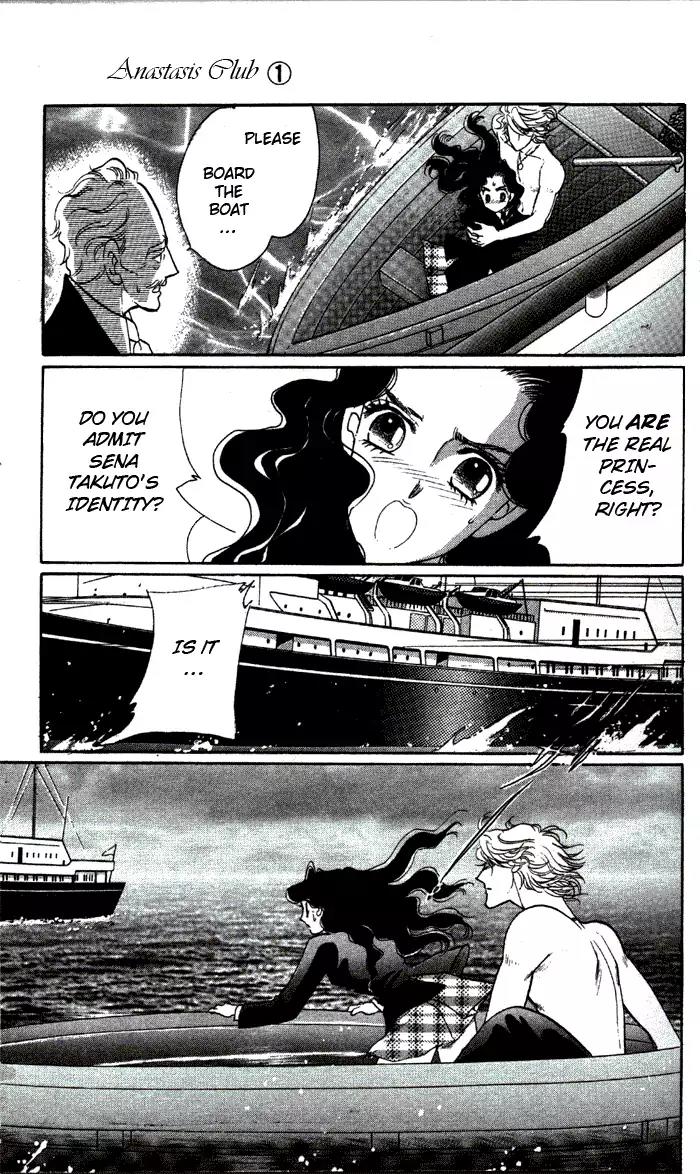 Anastasis Club ①
PLEASE
BOARD
THE
BOAT
...
YOU ARE
THE REAL
PRIN-
CESS,
RIGHT?
DO YOU
ADMIT
SENA
TAKUTO'S
IDENTITY?
IS IT
...